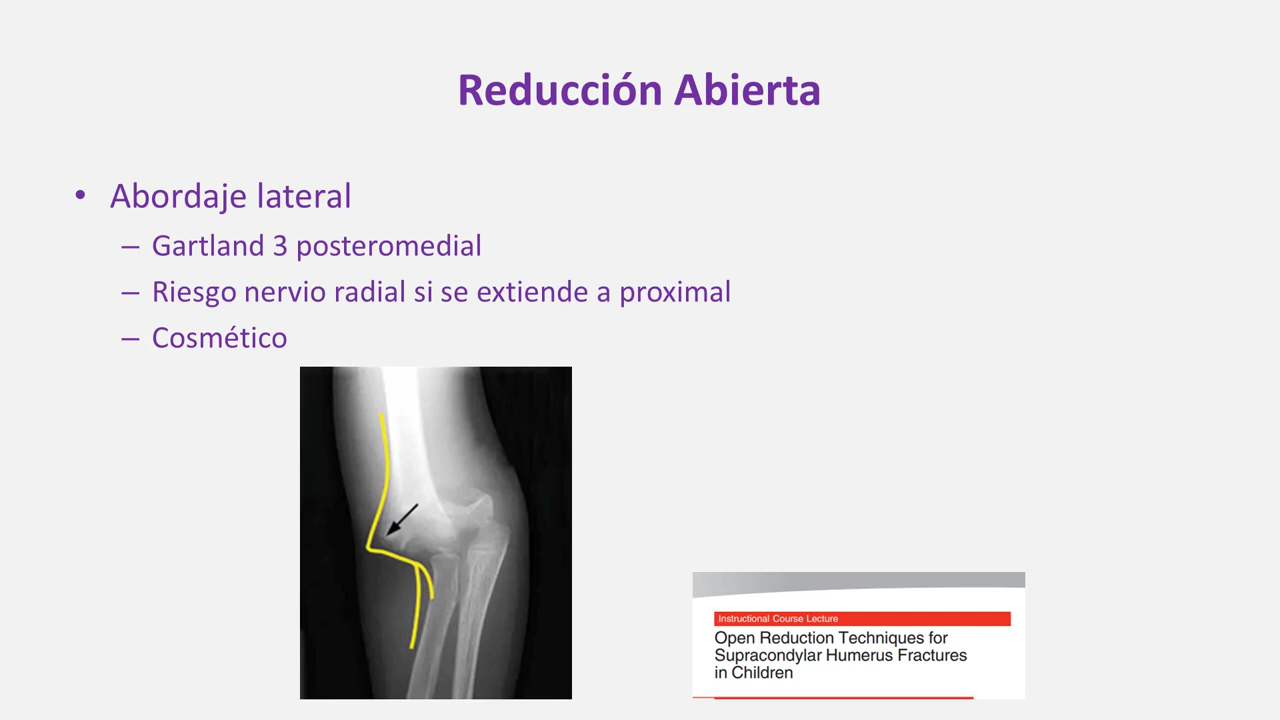 Reducción Abierta
• Abordaje lateral
– Gartland 3 posteromedial
– Riesgo nervio radial si se extiende a proximal
– Cosmético
Instructional Course Lecture
Open Reduction Techniques for
Supracondylar Humerus Fractures
in Children